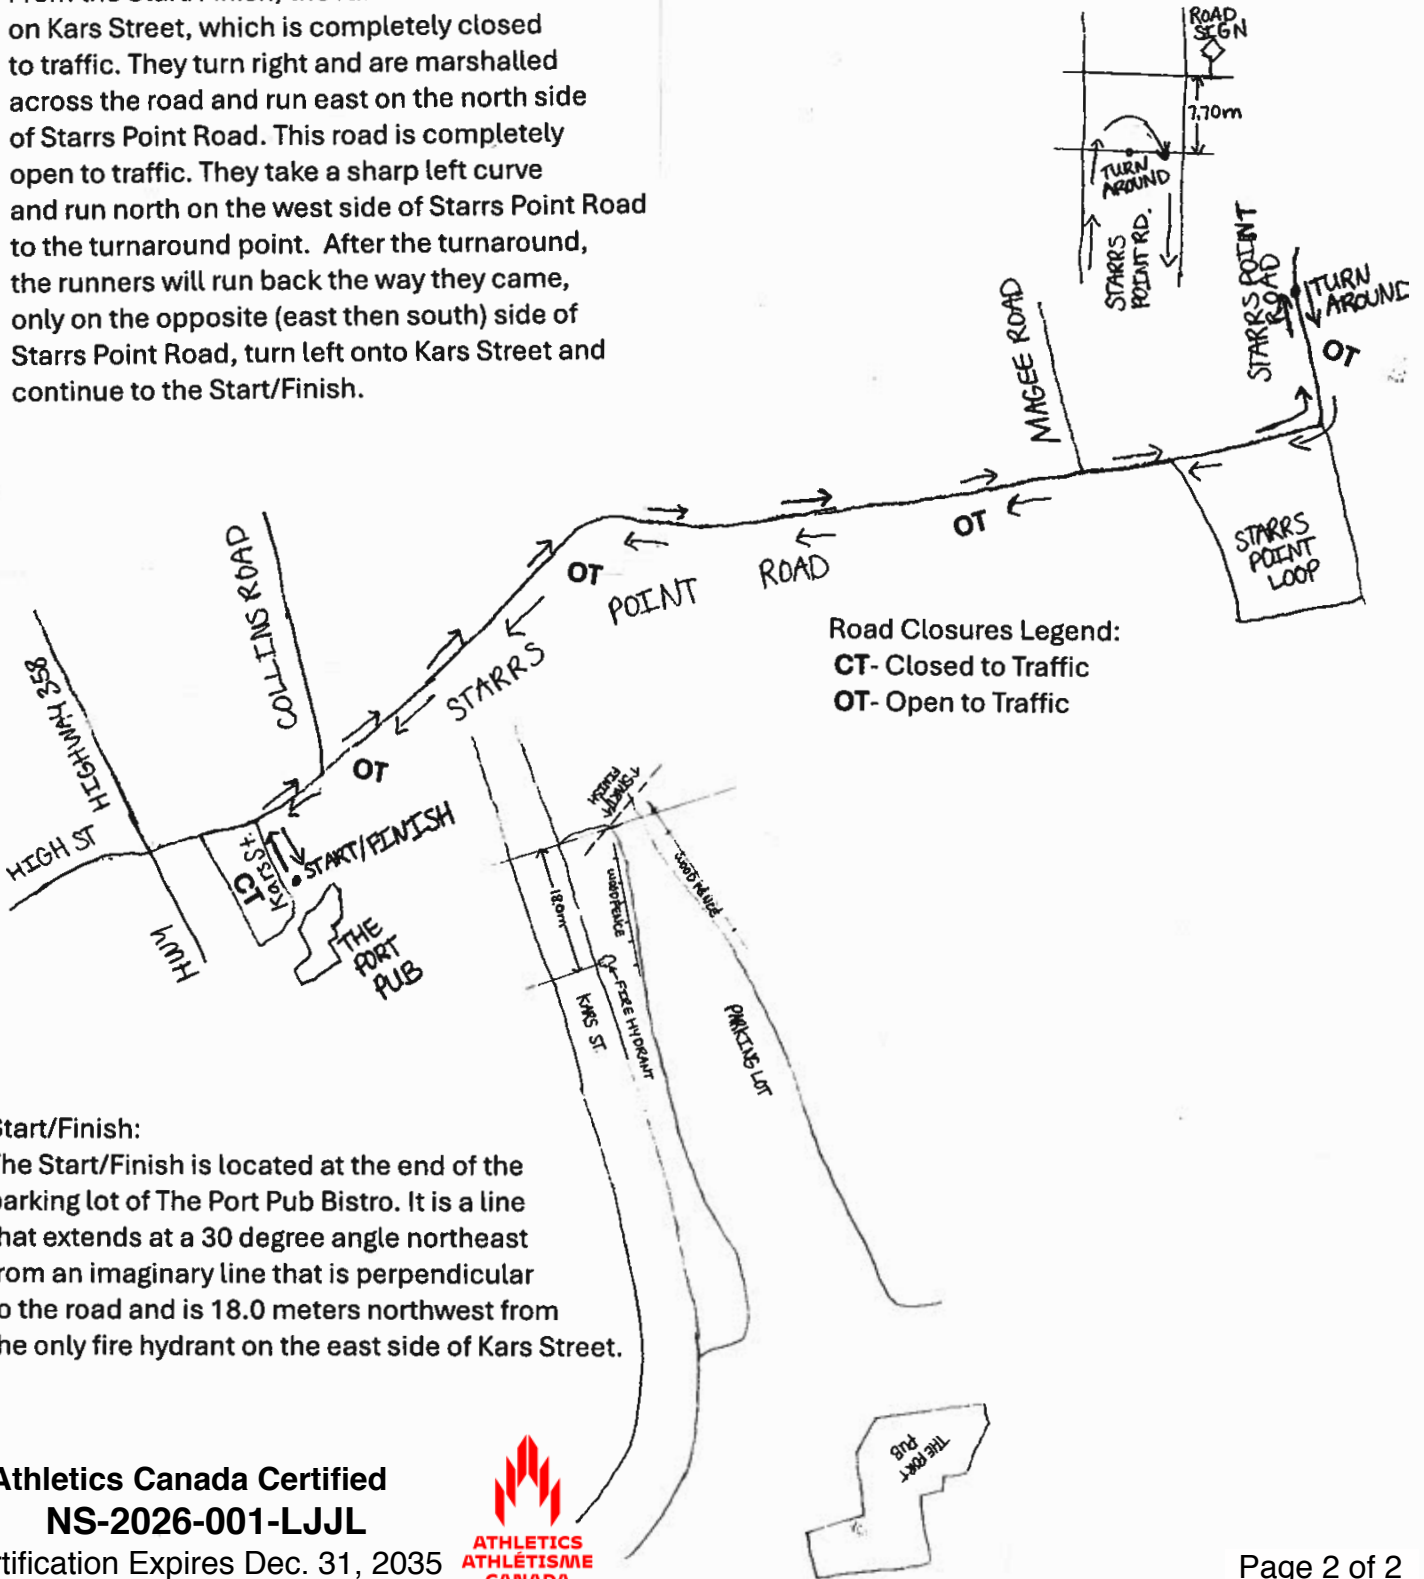 on Kars Street, which is completely closed
to traffic. They turn right and are marshalled
across the road and run east on the north side
of Starrs Point Road. This road is completely
open to traffic. They take a sharp left curve
and run north on the west side of Starrs Point Road
to the turnaround point. After the turnaround,
the runners will run back the way they came,
only on the opposite (east then south) side of
Starrs Point Road, turn left onto Kars Street and
continue to the Start/Finish.
ROAD
SIGN
7.70m
TURN
AROUND
STARRS
POINT RD.
STARRS POINT
ROAD
TURN
AROUND
OT
MAGEE ROAD
OT
STARRS
POINT
LOOP
COLLINS ROAD
OT
STARRS POINT ROAD
Road Closures Legend:
CT- Closed to Traffic
OT- Open to Traffic
HIGHWAY 358
OT
HIGH ST
Kars St.
CT
START/FINISH
HWY
THE
PORT
PUB
START/
FINISH
WOOD FENCE
WOOD FENCE
18.0m
FIRE HYDRANT
KARS ST.
PARKING LOT
Start/Finish:
The Start/Finish is located at the end of the
parking lot of The Port Pub Bistro. It is a line
that extends at a 30 degree angle northeast
from an imaginary line that is perpendicular
to the road and is 18.0 meters northwest from
the only fire hydrant on the east side of Kars Street.
THE PORT
PUB
Athletics Canada Certified
NS-2026-001-LJJL
rtification Expires Dec. 31, 2035
ATHLETICS
ATHLÉTISME
CANADA
Page 2 of 2